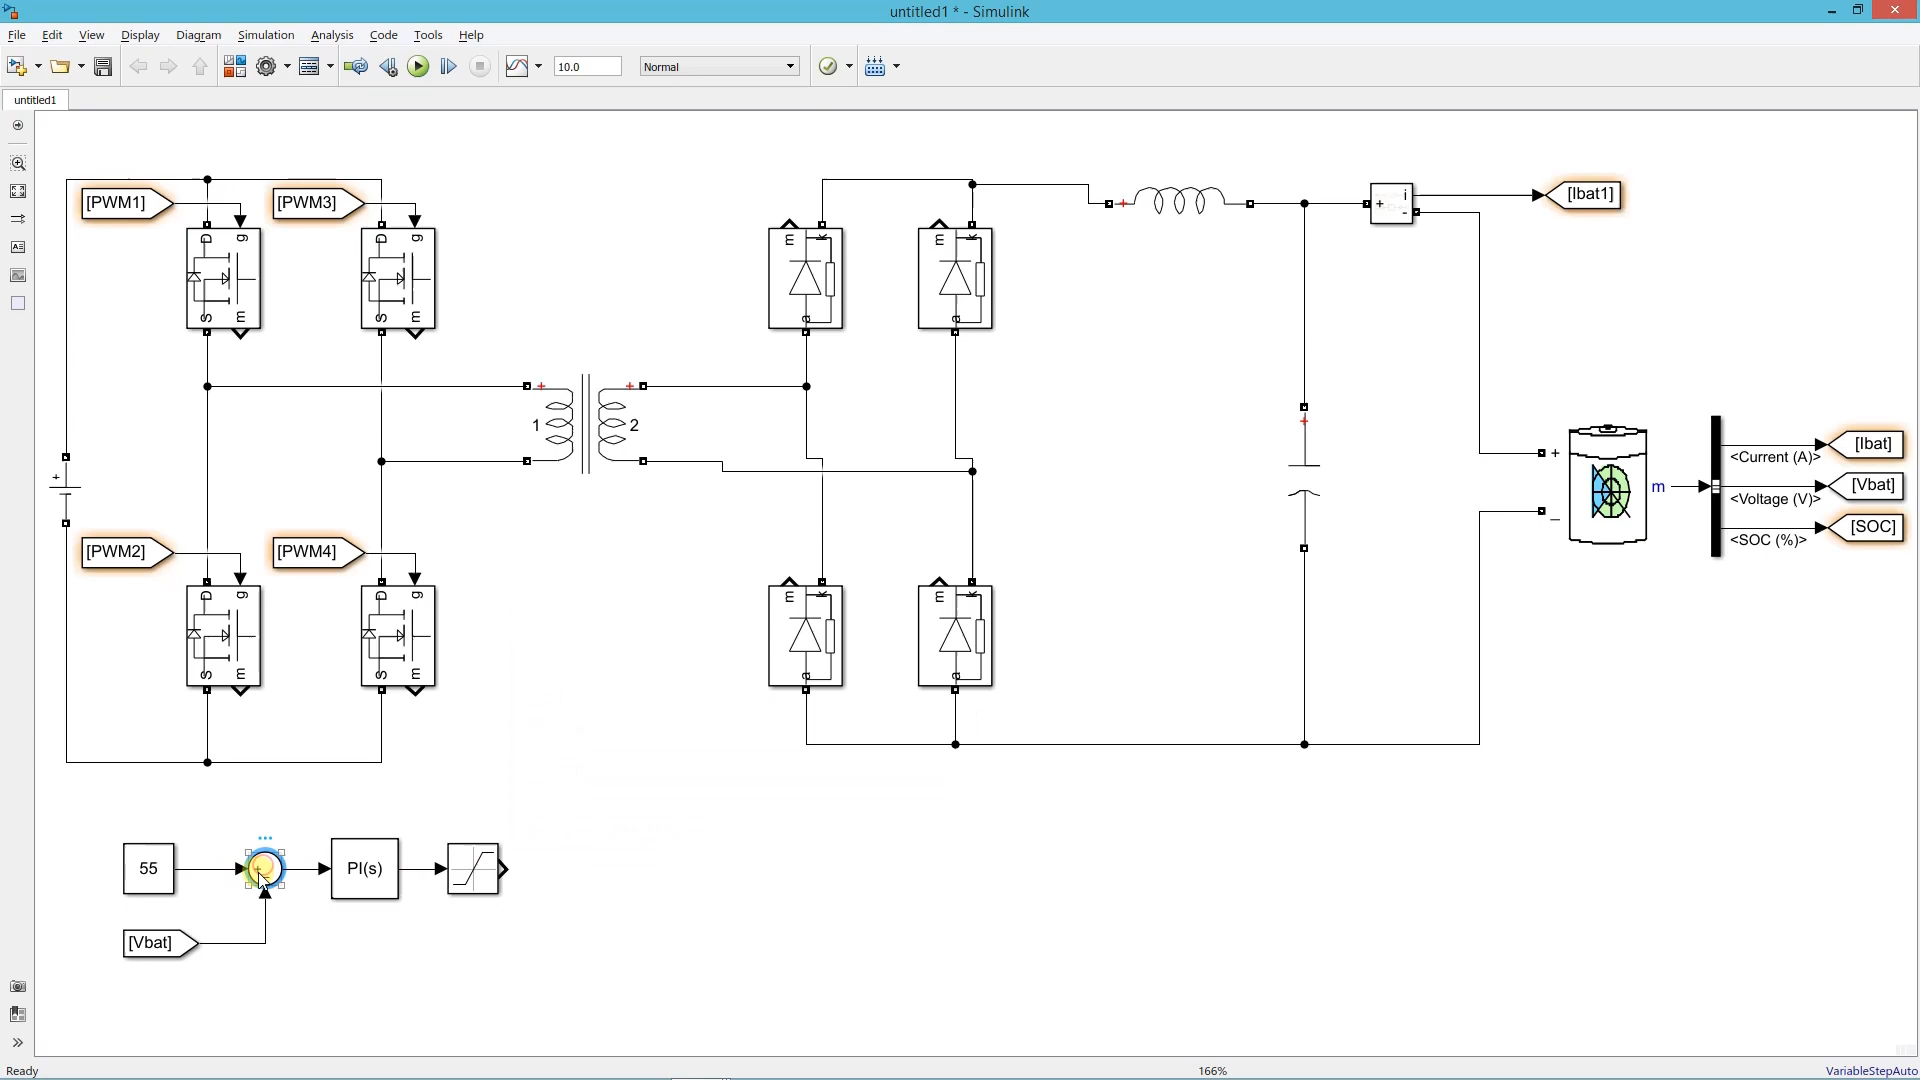 untitled1 * - Simulink
File Edit View Display Diagram Simulation Analysis Code Tools Help
10.0 Normal
untitled1
[PWM1] [PWM3] [Ibat1]
D g D g m k m k i
+ -
S m S m a a
1 + + 2
[Ibat]
<Current (A)>
m [Vbat]
<Voltage (V)>
[SOC]
<SOC (%)>
[PWM2] [PWM4]
D g D g m k m k
S m S m a a
55 PI(s)
[Vbat]
Ready 166% VariableStepAuto